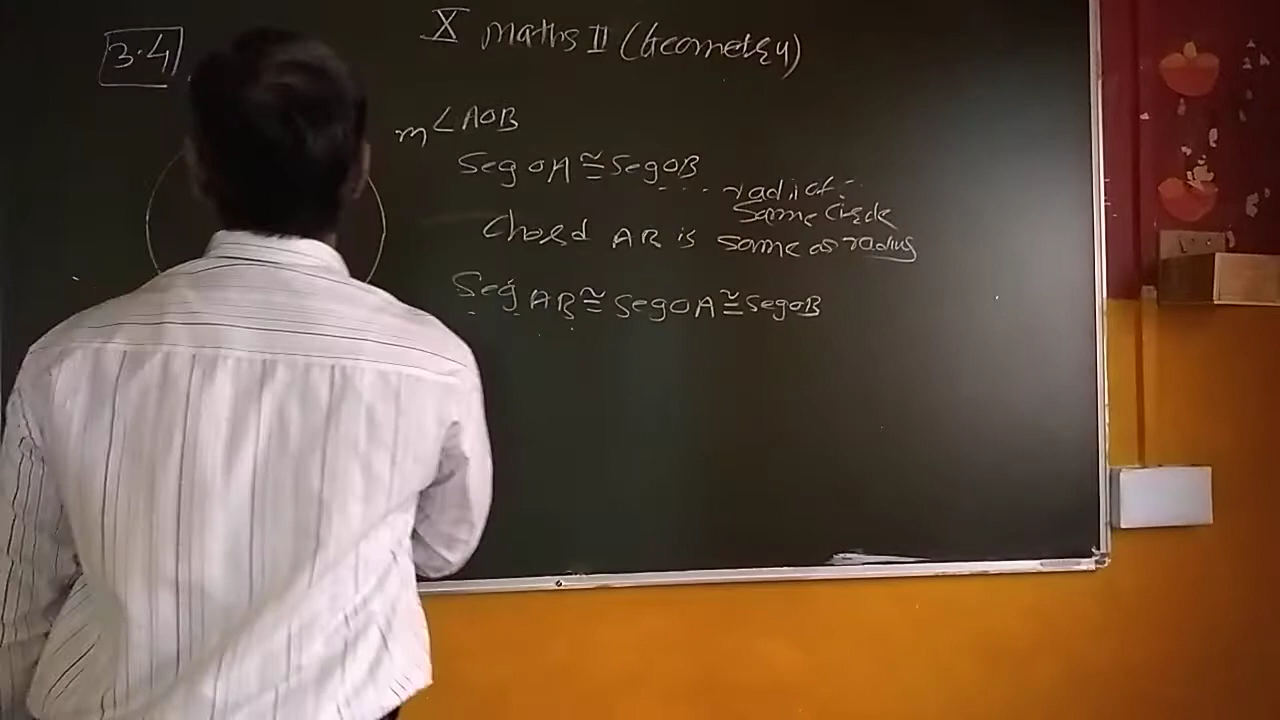 3.4
X maths II (Geometry)
m∠AOB
Seg OA ≅ Seg OB
.... radii of
Same Circle
Chord AB is same as radius
Seg AB ≅ Seg OA ≅ Seg OB